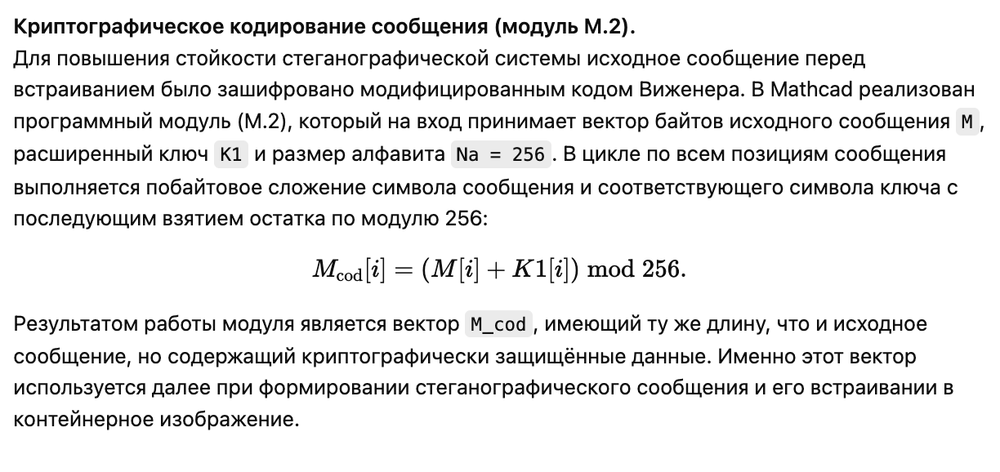 Криптографическое кодирование сообщения (модуль М.2).
Для повышения стойкости стеганографической системы исходное сообщение перед
встраиванием было зашифровано модифицированным кодом Виженера. В Mathcad реализован
программный модуль (М.2), который на вход принимает вектор байтов исходного сообщения M,
расширенный ключ K1 и размер алфавита Na = 256. В цикле по всем позициям сообщения
выполняется побайтовое сложение символа сообщения и соответствующего символа ключа с
последующим взятием остатка по модулю 256:
M_cod[i] = (M[i] + K1[i]) mod 256.
Результатом работы модуля является вектор M_cod, имеющий ту же длину, что и исходное
сообщение, но содержащий криптографически защищённые данные. Именно этот вектор
используется далее при формировании стеганографического сообщения и его встраивании в
контейнерное изображение.